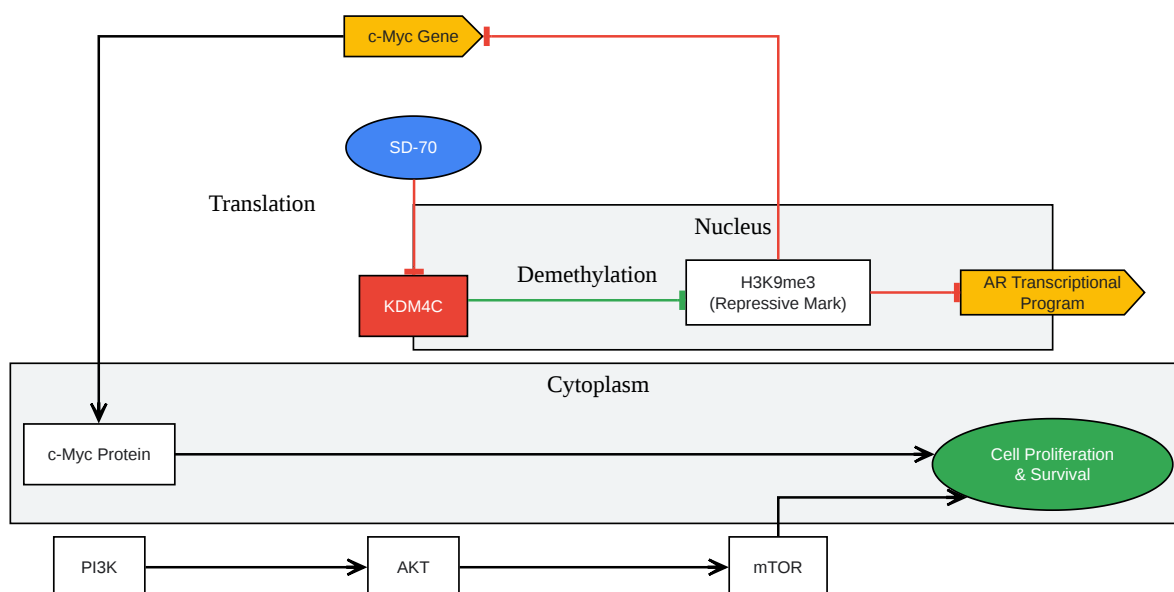 c-Myc Gene
SD-70
Translation
Nucleus
Demethylation
H3K9me3
(Repressive Mark)
AR Transcriptional
Program
KDM4C
Cytoplasm
c-Myc Protein
Cell Proliferation
& Survival
PI3K
AKT
mTOR